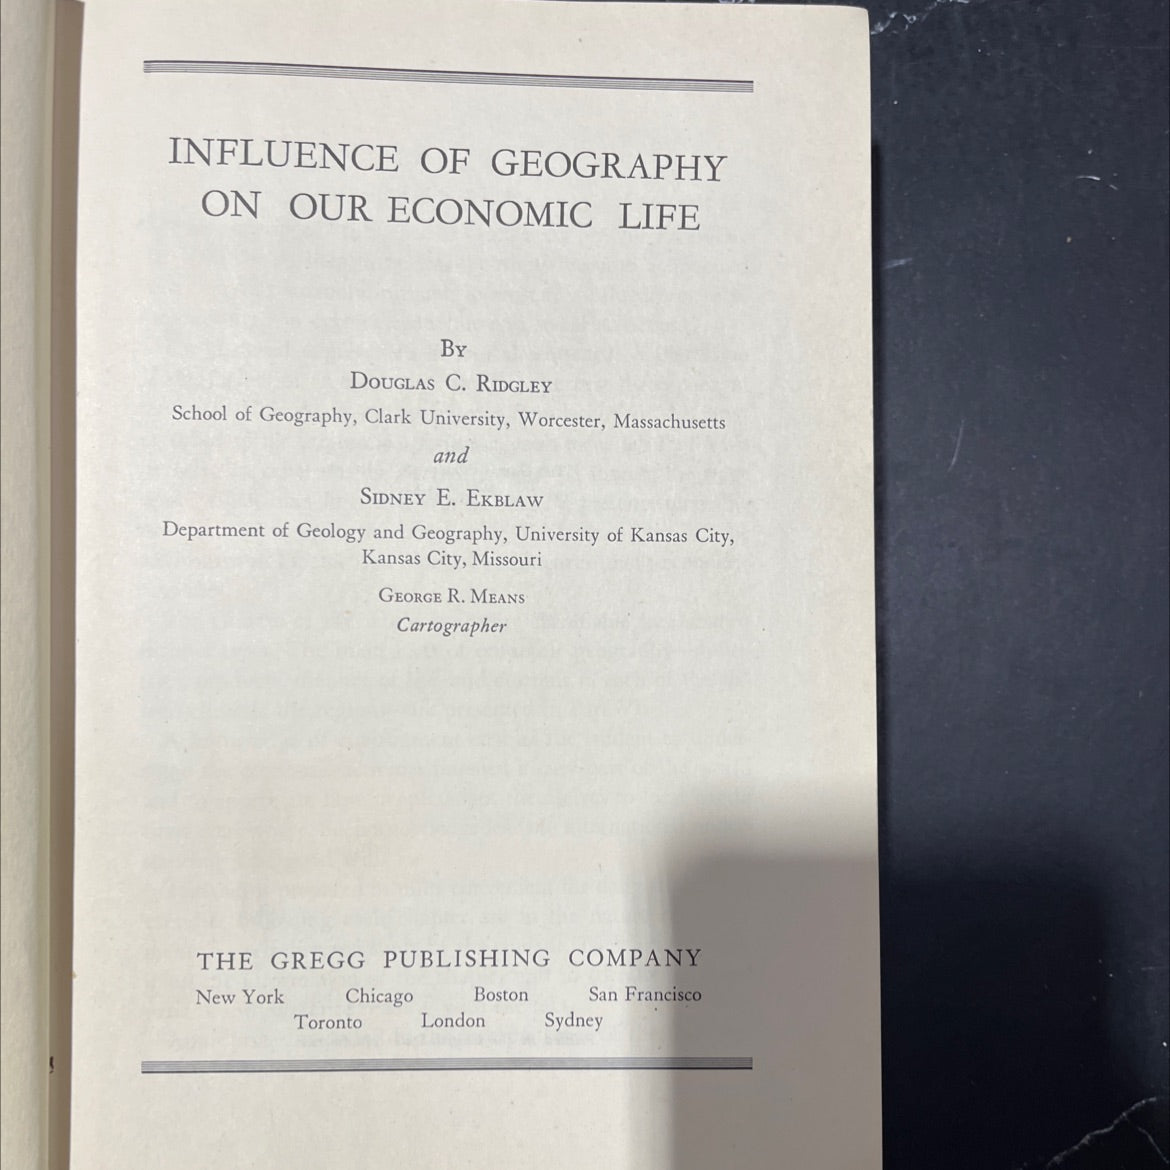 INFLUENCE OF GEOGRAPHY
ON OUR ECONOMIC LIFE
By
Douglas C. Ridgley
School of Geography, Clark University, Worcester, Massachusetts
and
Sidney E. Ekblaw
Department of Geology and Geography, University of Kansas City,
Kansas City, Missouri
George R. Means
Cartographer
THE GREGG PUBLISHING COMPANY
New York Chicago Boston San Francisco
Toronto London Sydney